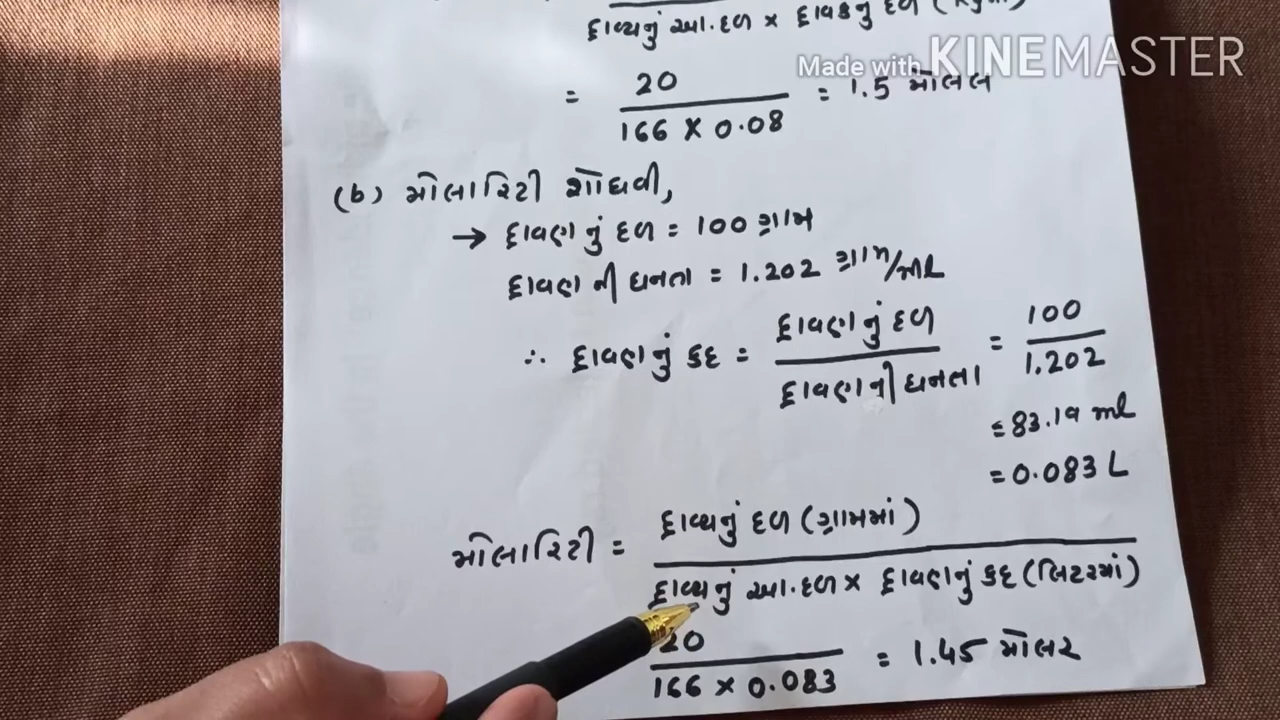 દ્રાવ્યનું આ.દળ × દ્રાવકનું દળ
Made with KINEMASTER
= 20 / 166 × 0.08 = 1.5 મોલલ
(b) મોલારિટી શોધવી,
→ દ્રાવણનું દળ = 100 ગ્રામ
દ્રાવણની ઘનતા = 1.202 ગ્રામ/મિલિ
∴ દ્રાવણનું કદ = દ્રાવણનું દળ / દ્રાવણની ઘનતા = 100 / 1.202
= 83.19 ml
= 0.083 L
મોલારિટી = દ્રાવ્યનું દળ (ગ્રામમાં) / દ્રાવ્યનું આ.દળ × દ્રાવણનું કદ (લિટરમાં)
20 / 166 × 0.083 = 1.45 મોલર